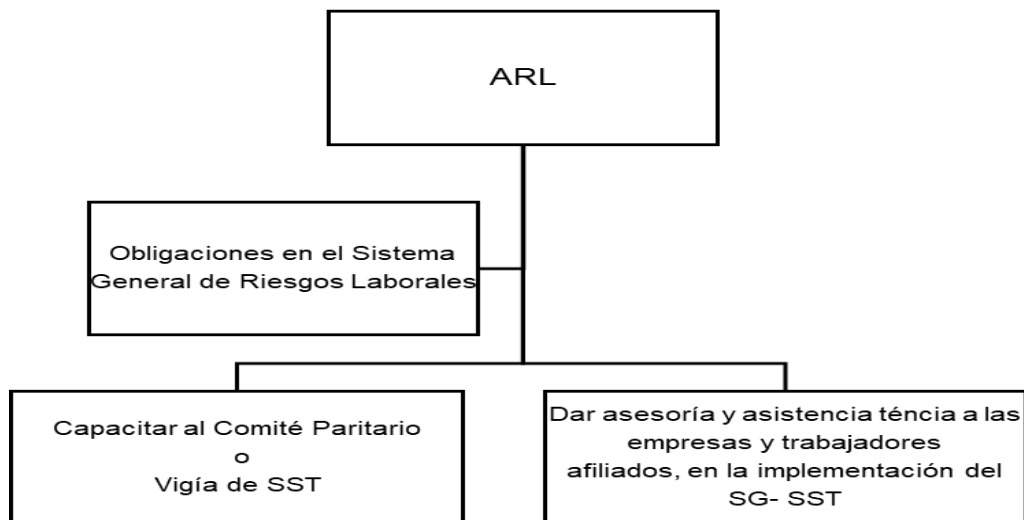 ARL
Obligaciones en el Sistema
General de Riesgos Laborales
Capacitar al Comité Paritario
o
Vigía de SST
Dar asesoría y asistencia téncia a las
empresas y trabajadores
afiliados, en la implementación del
SG- SST